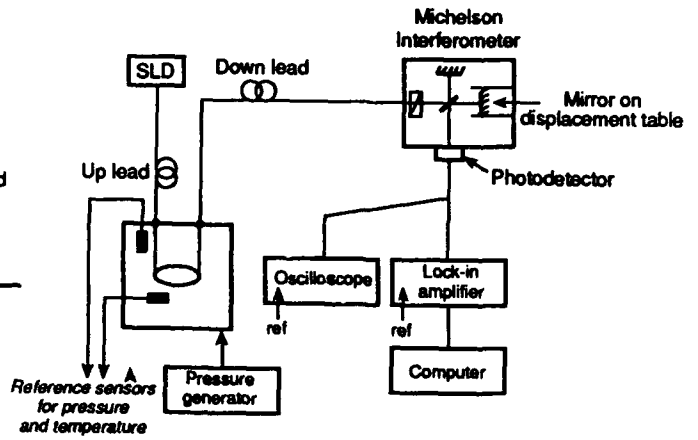 Michelson
Interferometer
SLD
Down lead
Mirror on
displacement table
Up lead
d
Photodetector
Oscilloscope
ref
Lock-in
amplifier
ref
Computer
Pressure
generator
A
Reference sensors
for pressure
and temperature